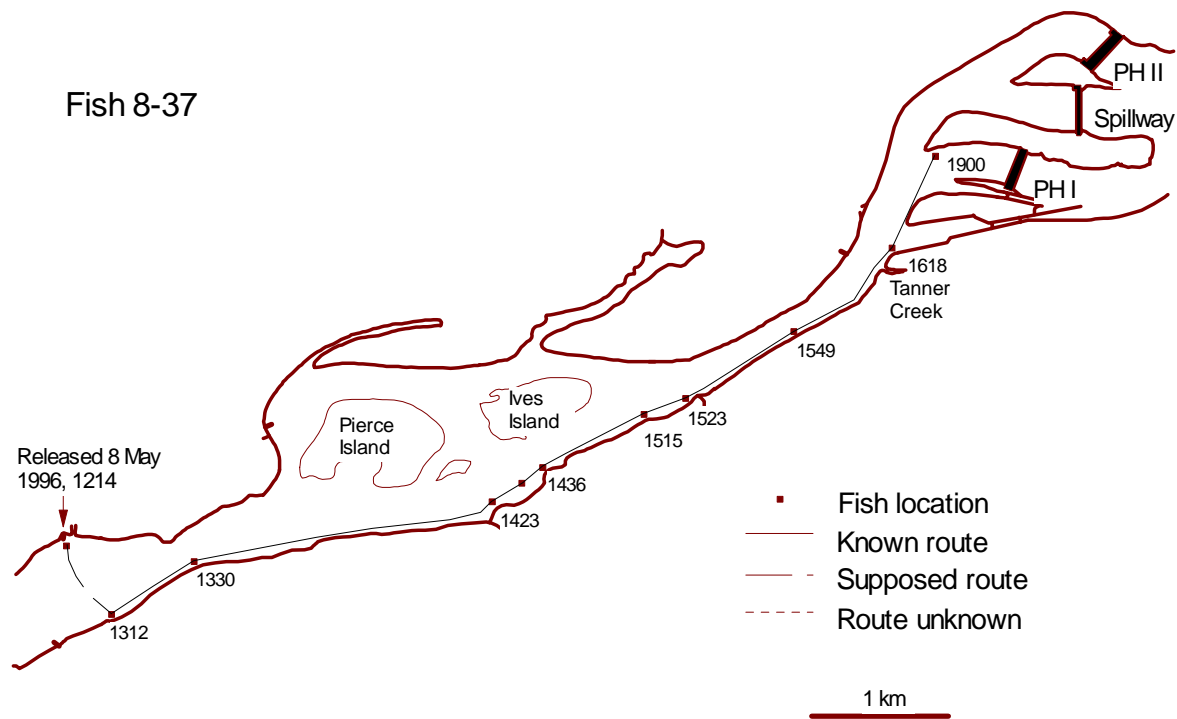 Fish 8-37
PH II
Spillway
1900
PH I
1618
Tanner
Creek
1549
Ives
Island
1523
Pierce
Island
1515
Released 8 May
1996, 1214
1436
1423
1330
1312
Fish location
Known route
Supposed route
Route unknown
1 km